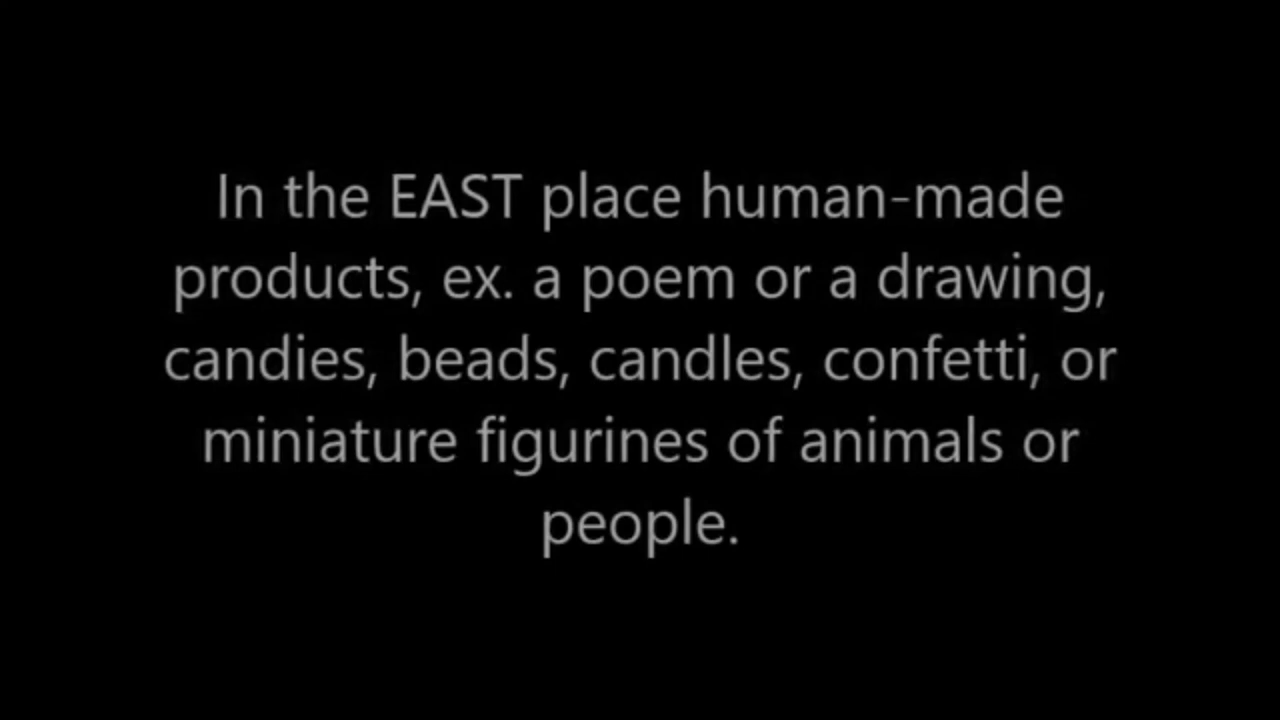 In the EAST place human-made
products, ex. a poem or a drawing,
candies, beads, candles, confetti, or
miniature figurines of animals or
people.